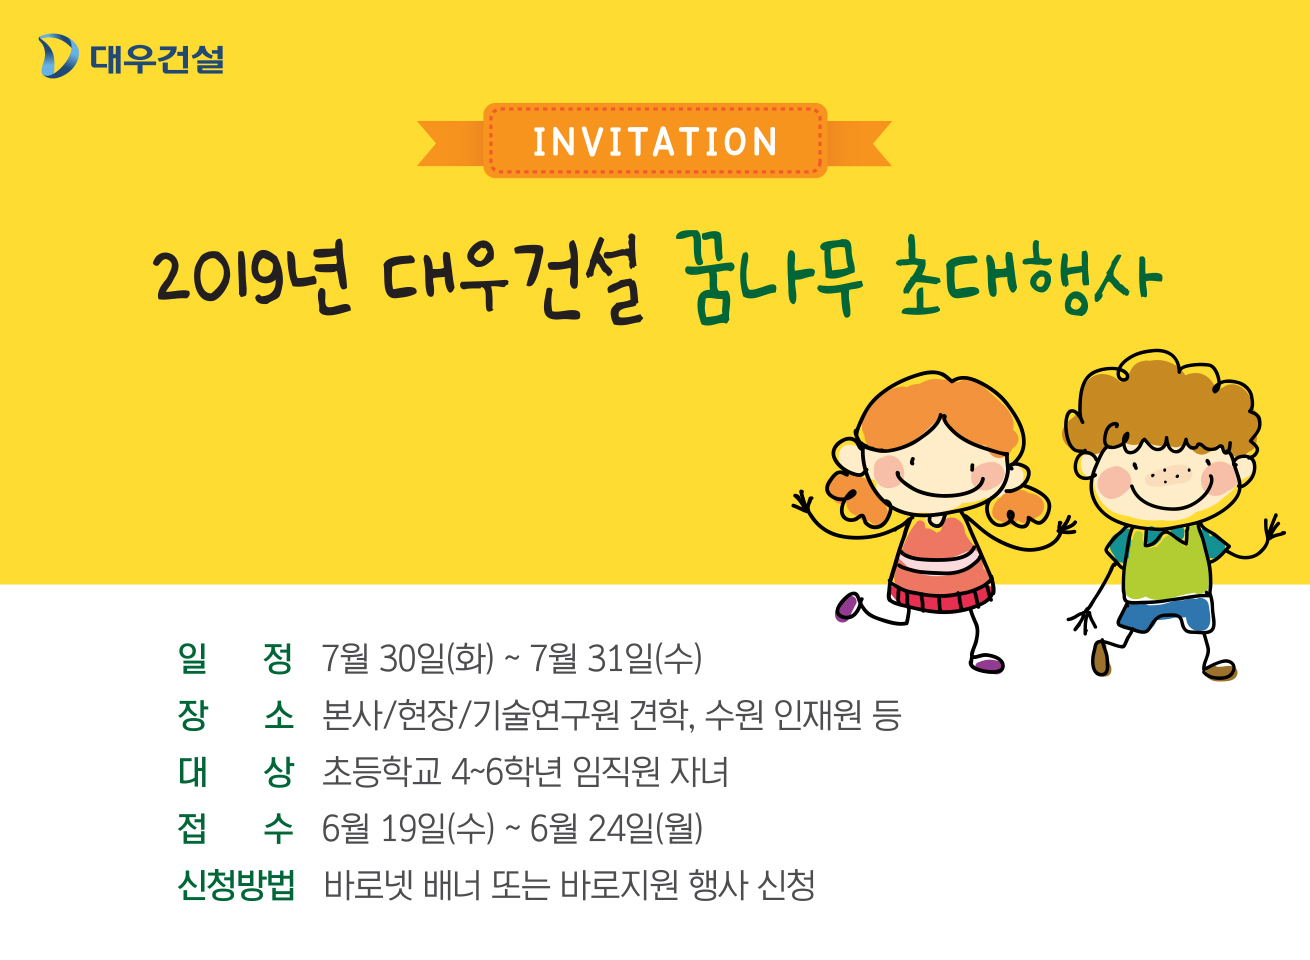 대우건설
INVITATION
2019년 대우건설 꿈나무 초대행사
일 정 7월 30일(화) ~ 7월 31일(수)
장 소 본사/현장/기술연구원 견학, 수원 인재원 등
대 상 초등학교 4~6학년 임직원 자녀
접 수 6월 19일(수) ~ 6월 24일(월)
신청방법 바로넷 배너 또는 바로지원 행사 신청